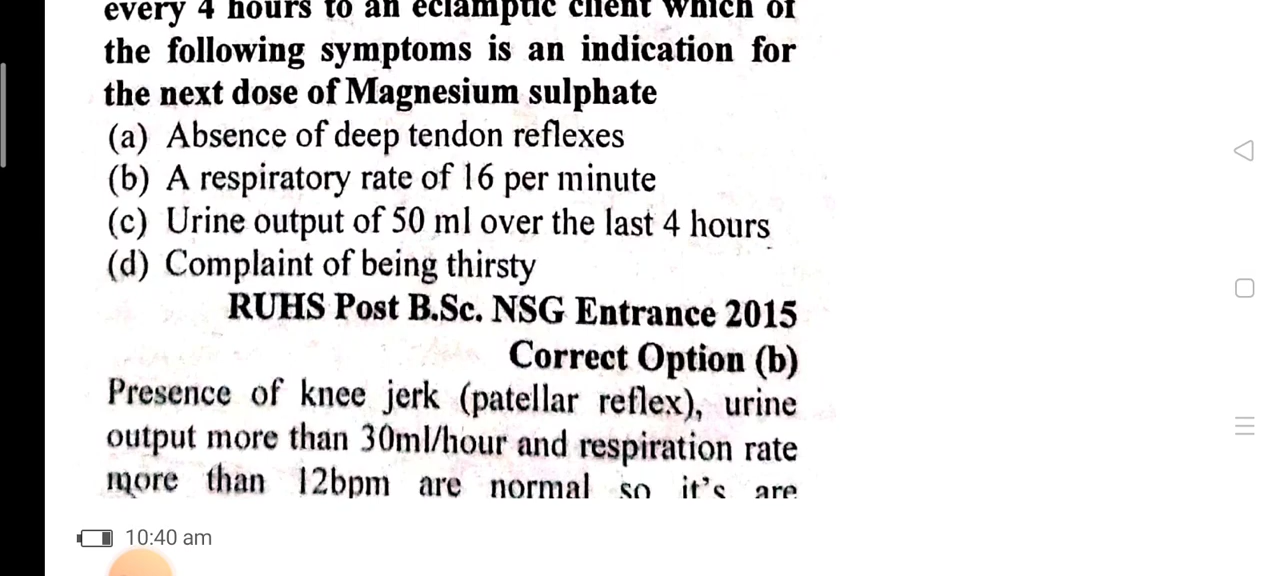 every 4 hours to an eclamptic client which of
the following symptoms is an indication for
the next dose of Magnesium sulphate
(a) Absence of deep tendon reflexes
(b) A respiratory rate of 16 per minute
(c) Urine output of 50 ml over the last 4 hours
(d) Complaint of being thirsty
RUHS Post B.Sc. NSG Entrance 2015
Correct Option (b)
Presence of knee jerk (patellar reflex), urine
output more than 30ml/hour and respiration rate
more than 12bpm are normal so it's are
10:40 am